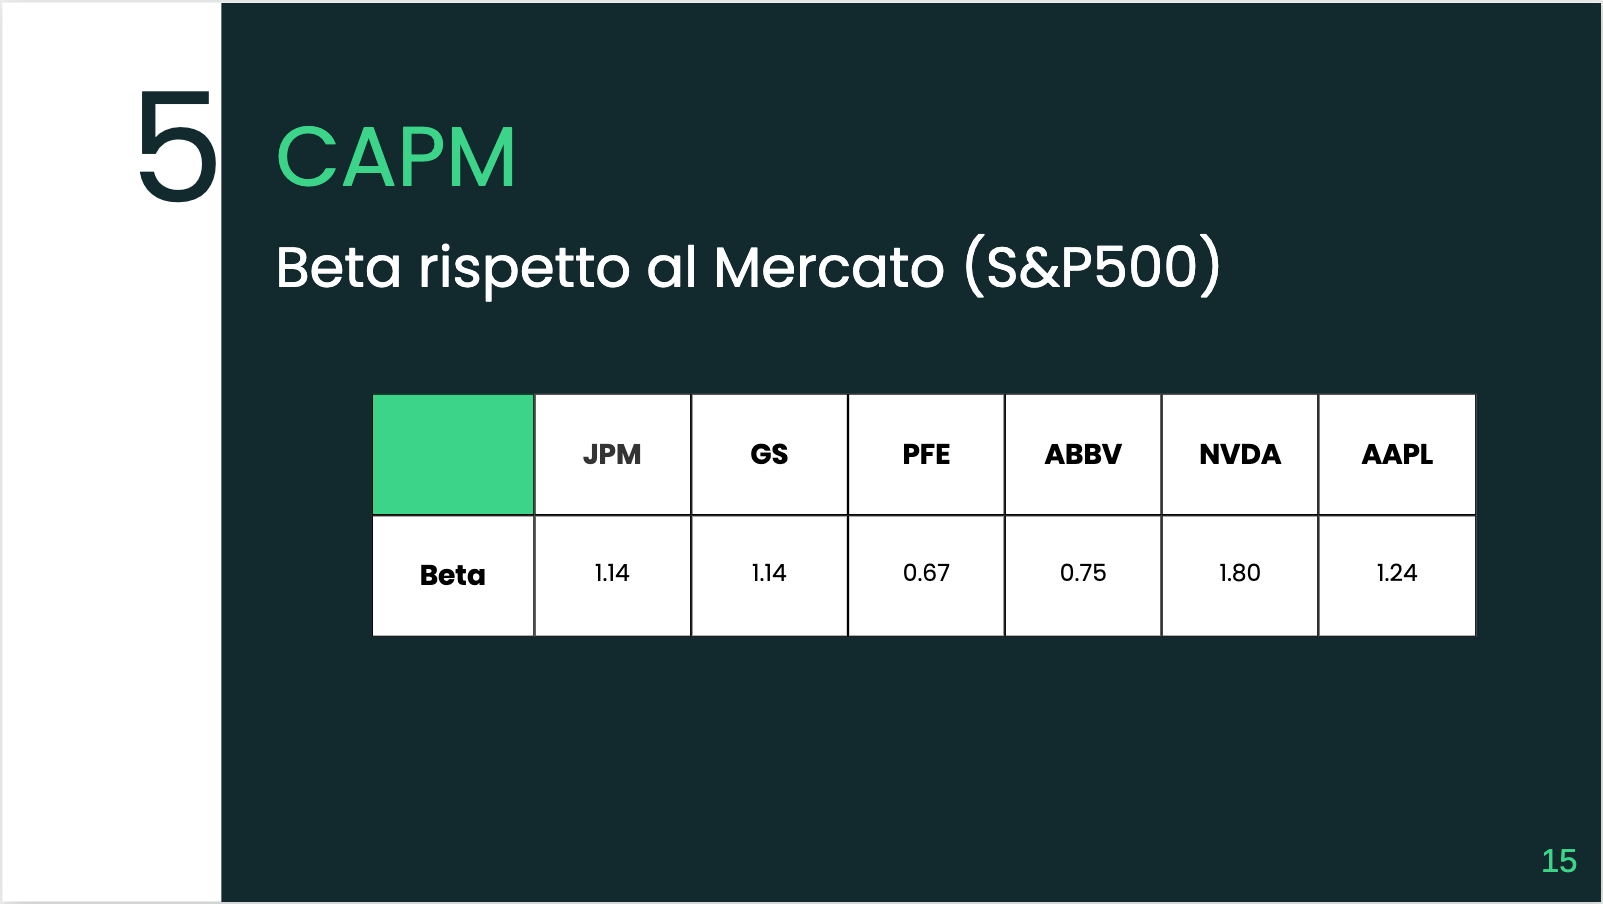 5
CAPM
Beta rispetto al Mercato (S&P500)
JPM GS PFE ABBV NVDA AAPL
Beta 1.14 1.14 0.67 0.75 1.80 1.24
15